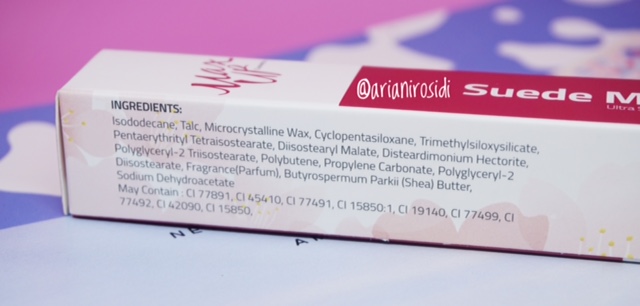 @arianirosidi
Suede M
Ultra S
INGREDIENTS:
Isododecane, Talc, Microcrystalline Wax, Cyclopentasiloxane, Trimethylsiloxysilicate,
Pentaerythrityl Tetraisostearate, Diisostearyl Malate, Disteardimonium Hectorite,
Polyglyceryl-2 Triisostearate, Polybutene, Propylene Carbonate, Polyglyceryl-2
Diisostearate, Fragrance(Parfum), Butyrospermum Parkii (Shea) Butter,
Sodium Dehydroacetate
May Contain : CI 77891, CI 45410, CI 77491, CI 15850:1, CI 19140, CI 77499, CI
77492, CI 42090, CI 15850,
NE